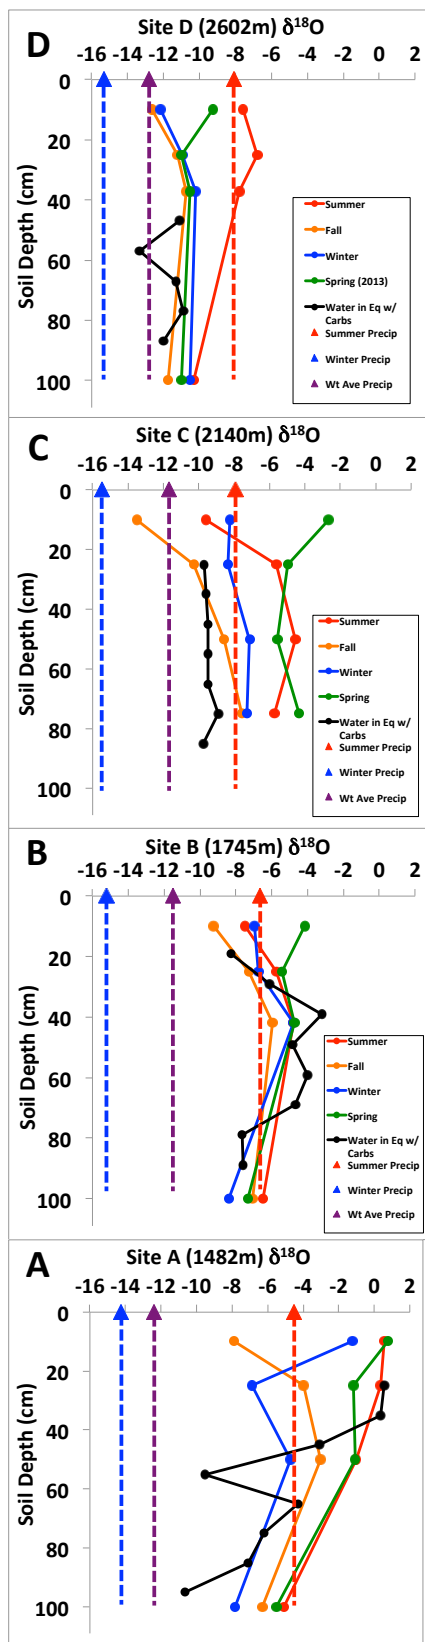 D
Site D (2602m) δ18O
-16 -14 -12 -10 -8 -6 -4 -2 0 2
0
20
40
60
80
100
Soil Depth (cm)
Summer
Fall
Winter
Spring (2013)
Water in Eq w/
Carbs
Summer Precip
Winter Precip
Wt Ave Precip
C
Site C (2140m) δ18O
-16 -14 -12 -10 -8 -6 -4 -2 0 2
0
20
40
60
80
100
Soil Depth (cm)
Summer
Fall
Winter
Spring
Water in Eq w/
Carbs
Summer Precip
Winter Precip
Wt Ave Precip
B
Site B (1745m) δ18O
-16 -14 -12 -10 -8 -6 -4 -2 0 2
0
20
40
60
80
100
Soil Depth (cm)
Summer
Fall
Winter
Spring
Water in Eq w/
Carbs
Summer Precip
Winter Precip
Wt Ave Precip
A
Site A (1482m) δ18O
-16 -14 -12 -10 -8 -6 -4 -2 0 2
0
20
40
60
80
100
Soil Depth (cm)